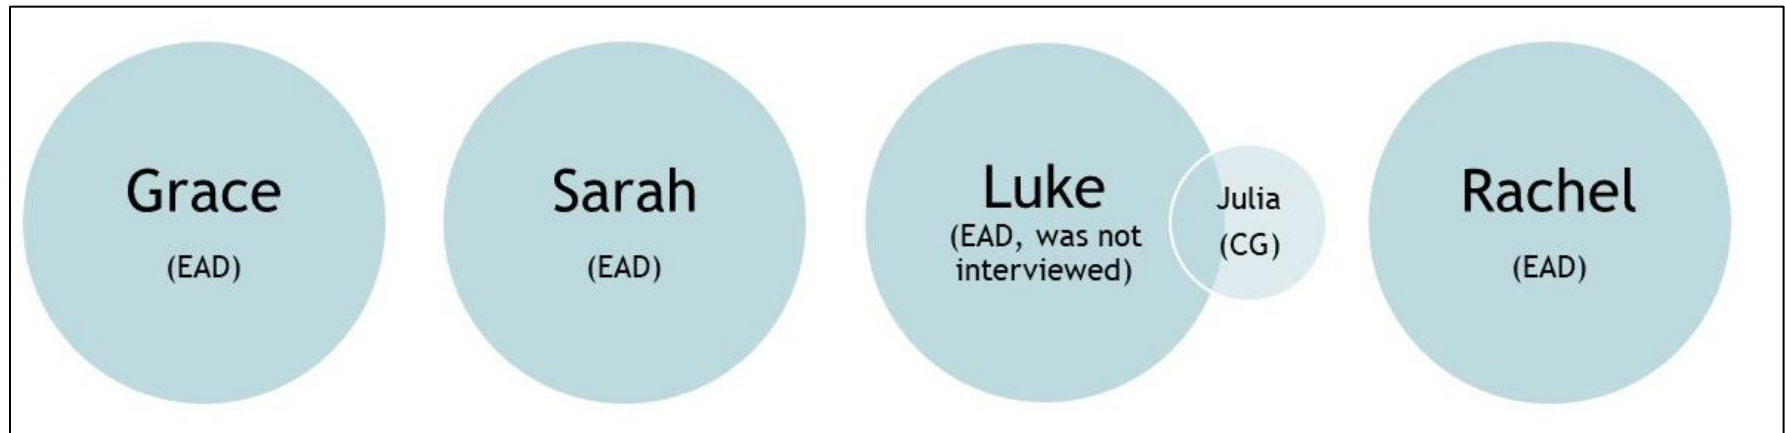 Grace
(EAD)
Sarah
(EAD)
Luke
(EAD, was not
interviewed)
Julia
(CG)
Rachel
(EAD)